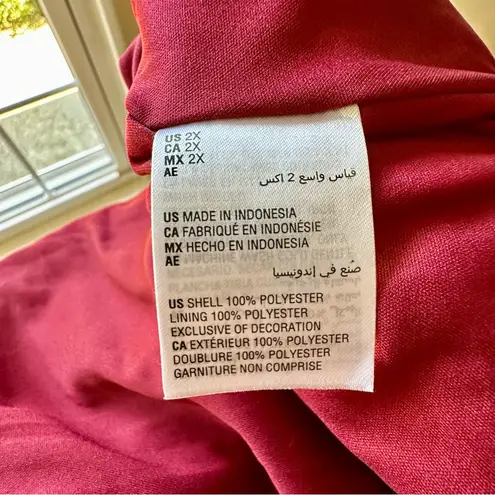 US 2X
CA 2X
MX 2X
AE
قياس واسع 2 اكس
US MADE IN INDONESIA
CA FABRIQUÉ EN INDONÉSIE
MX HECHO EN INDONESIA
AE
صُنع في إندونيسيا
US SHELL 100% POLYESTER
LINING 100% POLYESTER
EXCLUSIVE OF DECORATION
CA EXTÉRIEUR 100% POLYESTER
DOUBLURE 100% POLYESTER
GARNITURE NON COMPRISE